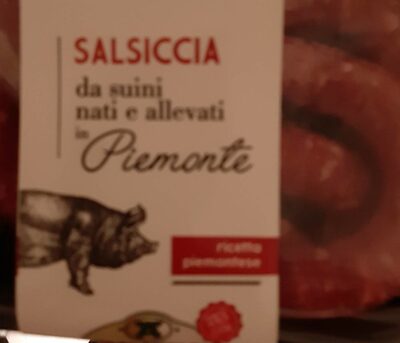 SALSICCIA
da suini
nati e allevati
in Piemonte
ricetta
piemontese